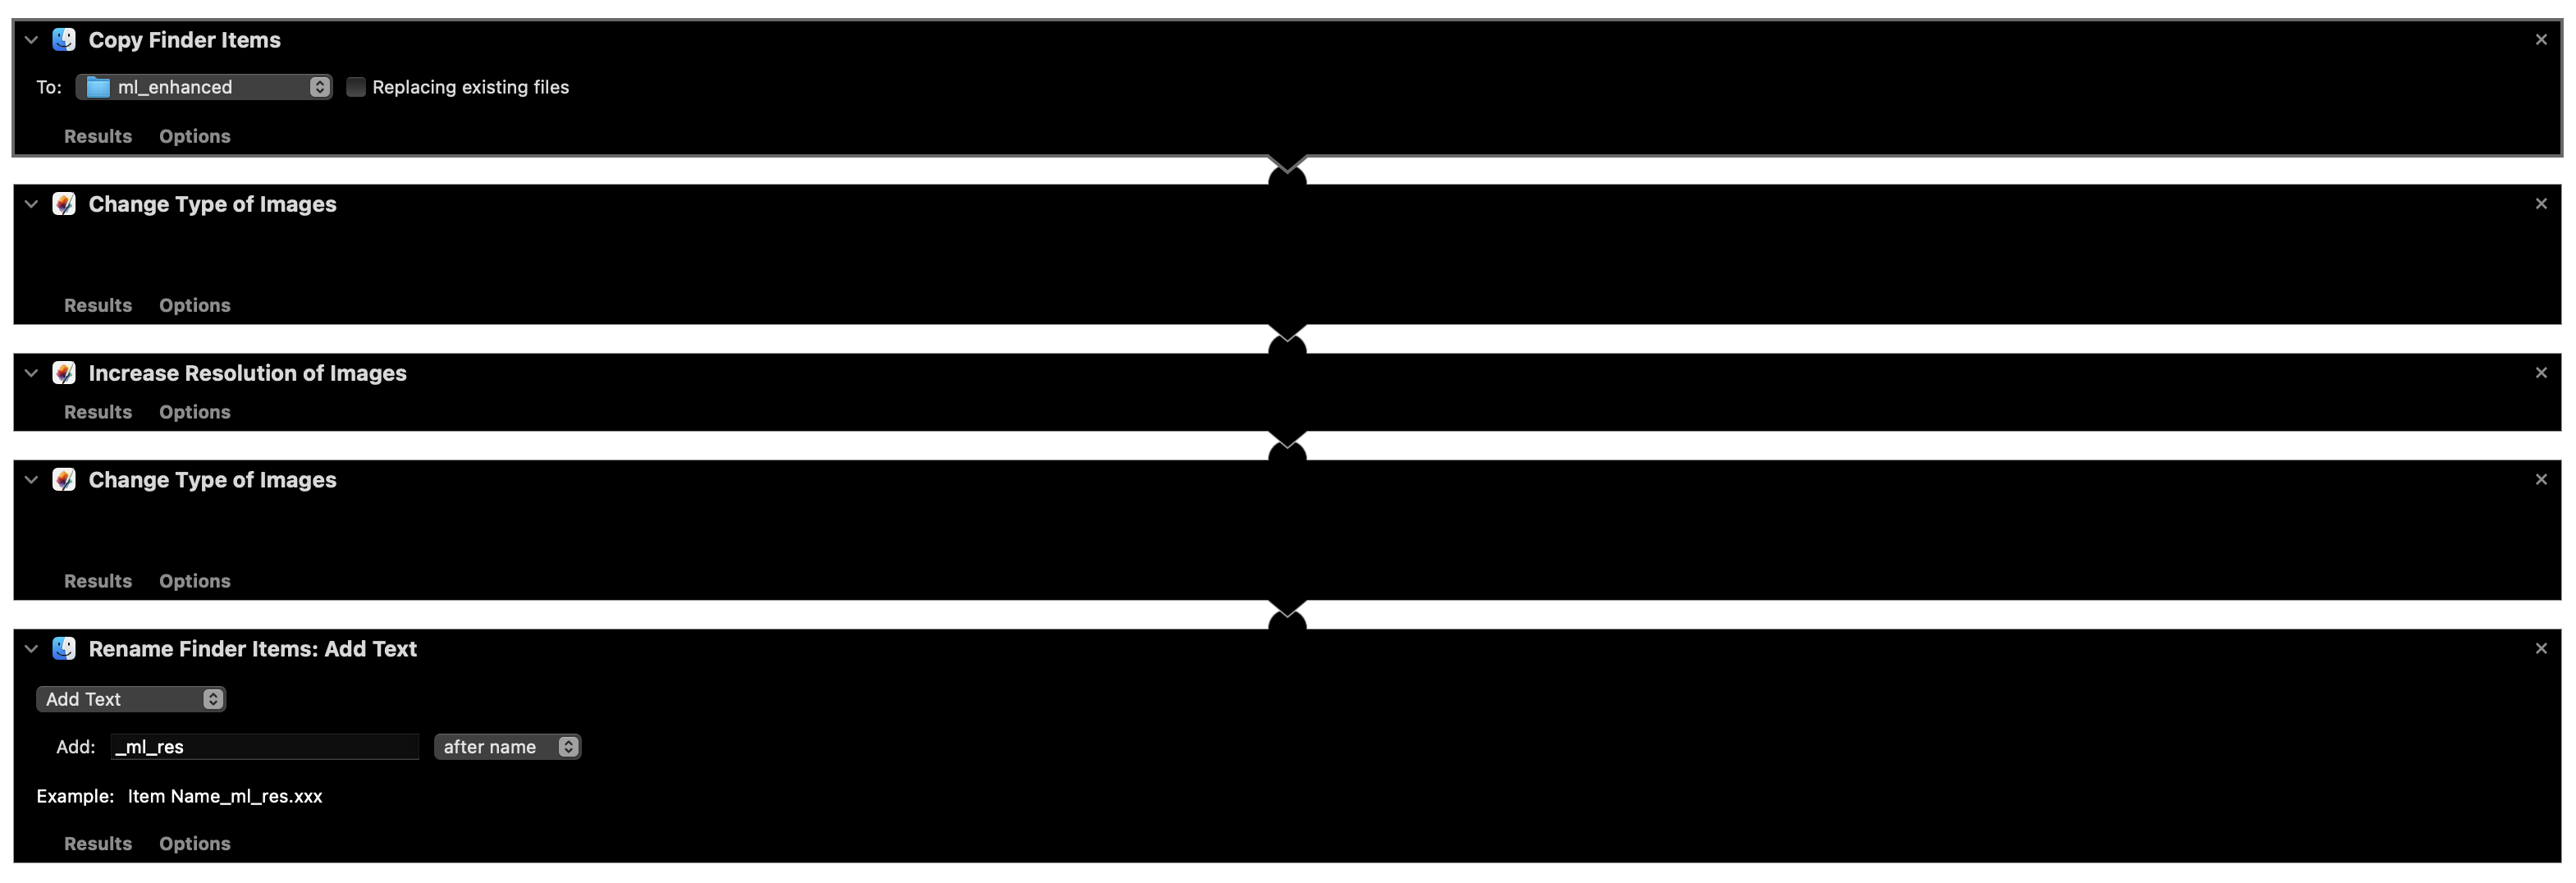 Copy Finder Items
To: ml_enhanced Replacing existing files
Results Options
Change Type of Images
Results Options
Increase Resolution of Images
Results Options
Change Type of Images
Results Options
Rename Finder Items: Add Text
Add Text
Add: _ml_res after name
Example: Item Name_ml_res.xxx
Results Options